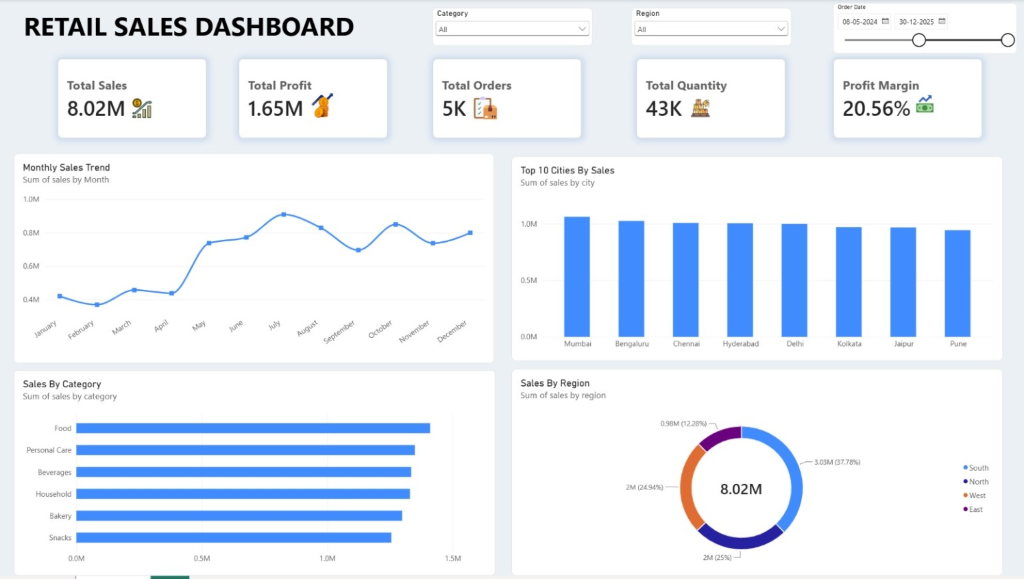 RETAIL SALES DASHBOARD
Category
All
Region
All
Order Date
08-05-2024
30-12-2025
Total Sales
8.02M
Total Profit
1.65M
Total Orders
5K
Total Quantity
43K
Profit Margin
20.56%
Monthly Sales Trend
Sum of sales by Month
1.0M
0.8M
0.6M
0.4M
January
February
March
April
May
June
July
August
September
October
November
December
Top 10 Cities By Sales
Sum of sales by city
1.0M
0.5M
0.0M
Mumbai
Bengaluru
Chennai
Hyderabad
Delhi
Kolkata
Jaipur
Pune
Sales By Category
Sum of sales by category
Food
Personal Care
Beverages
Household
Bakery
Snacks
0.0M
0.5M
1.0M
1.5M
Sales By Region
Sum of sales by region
0.98M (12.28%)
3.03M (37.78%)
2M (24.94%)
8.02M
2M (25%)
South
North
West
East